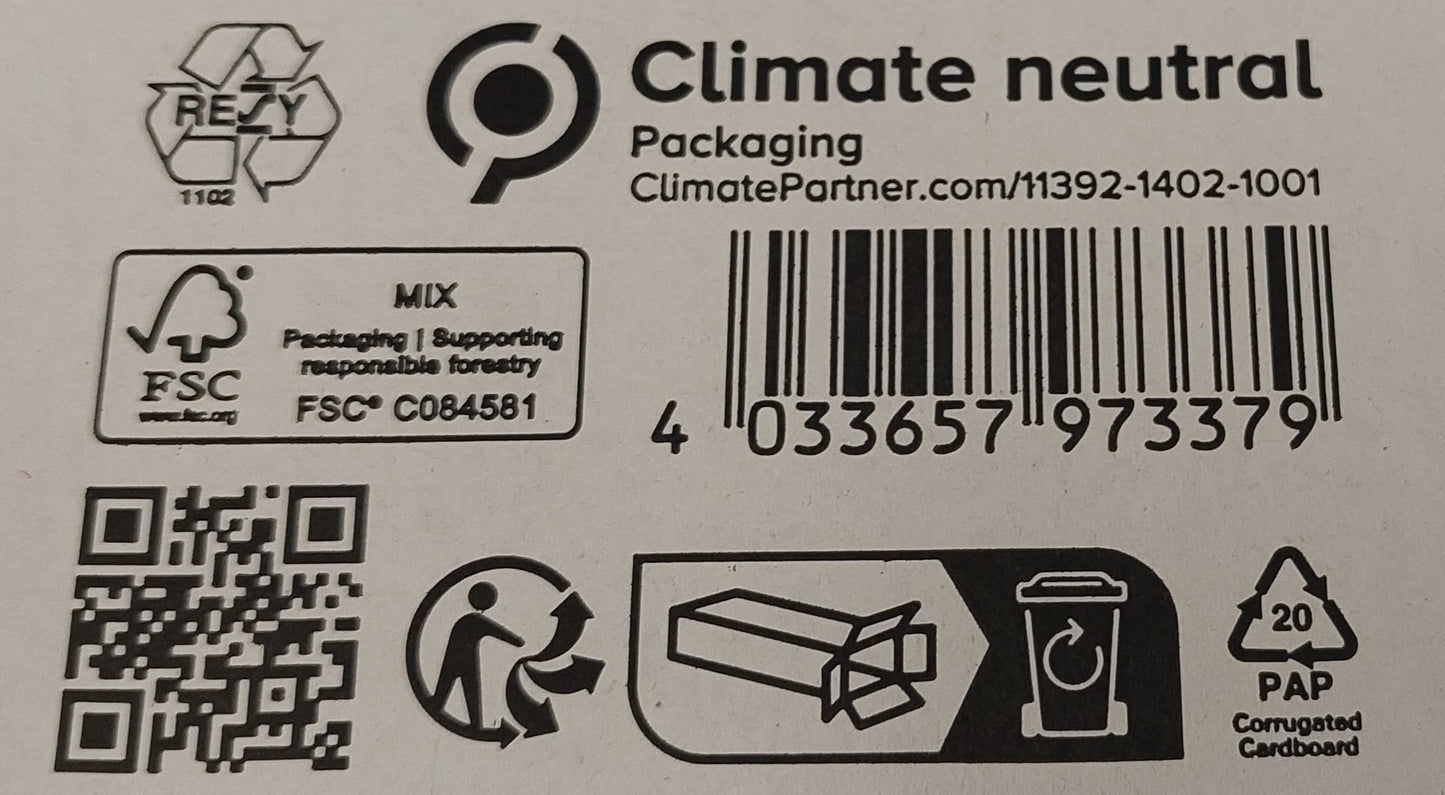 RESY
1102
Climate neutral
Packaging
ClimatePartner.com/11392-1402-1001
FSC
www.fsc.org
MIX
Packaging | Supporting
responsible forestry
FSC® C084581
4 033657 973379
20
PAP
Corrugated
Cardboard